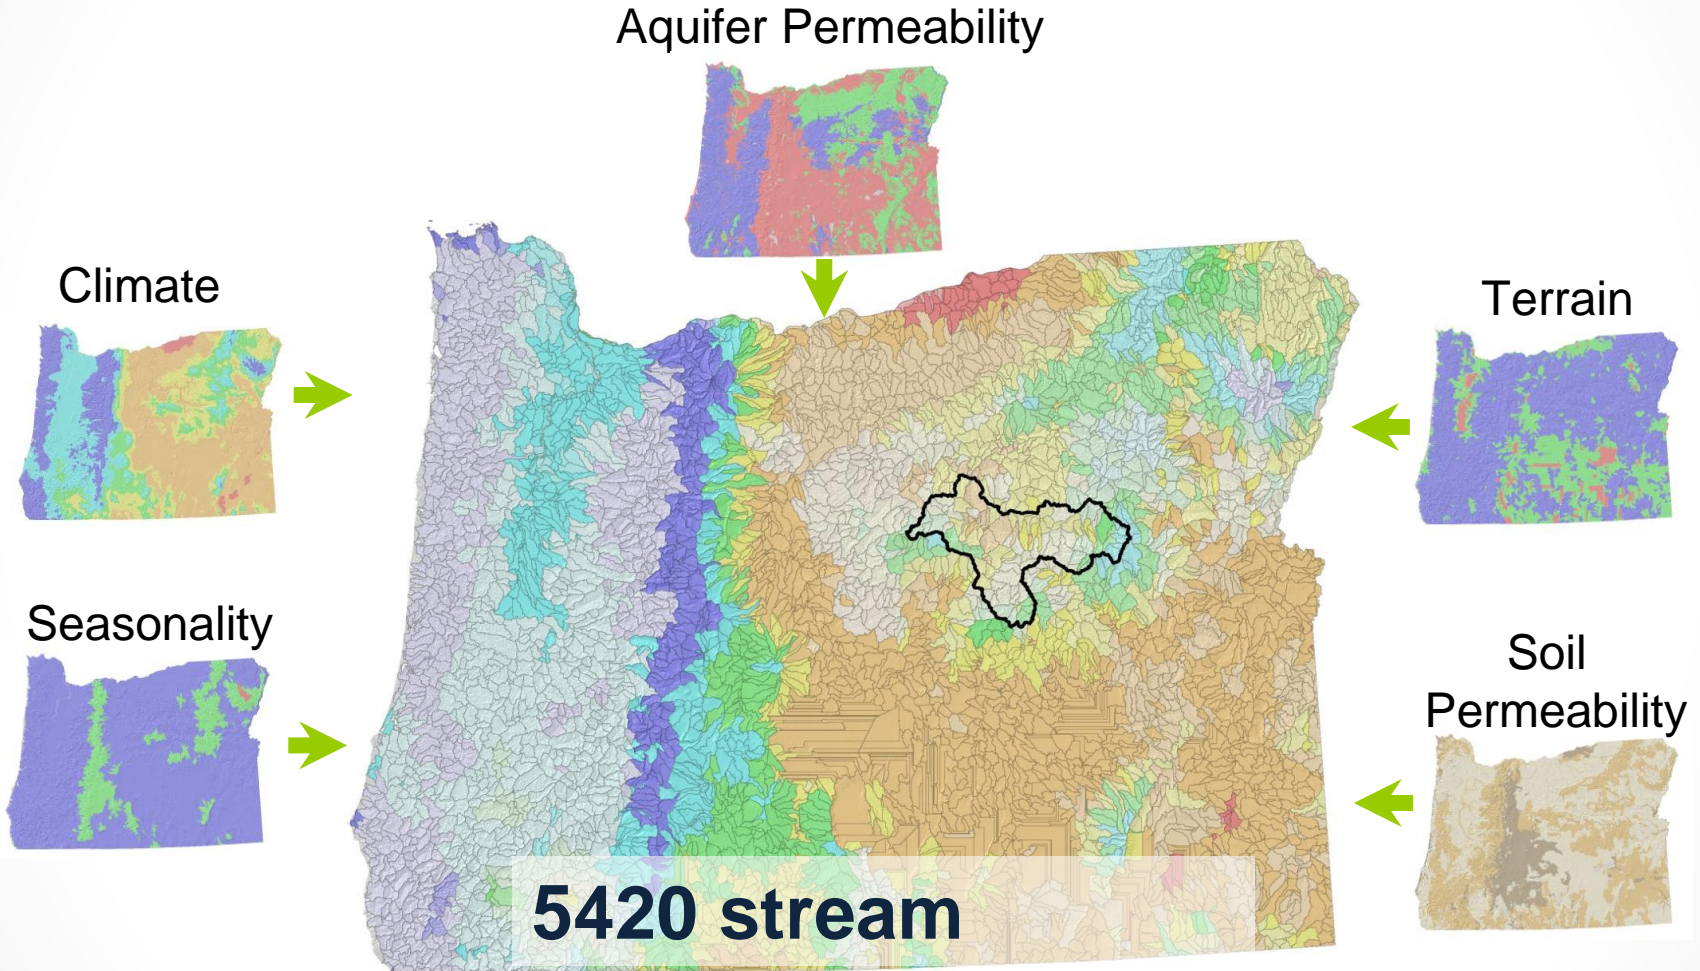 Aquifer Permeability
Climate
Terrain
Seasonality
Soil
Permeability
5420 stream